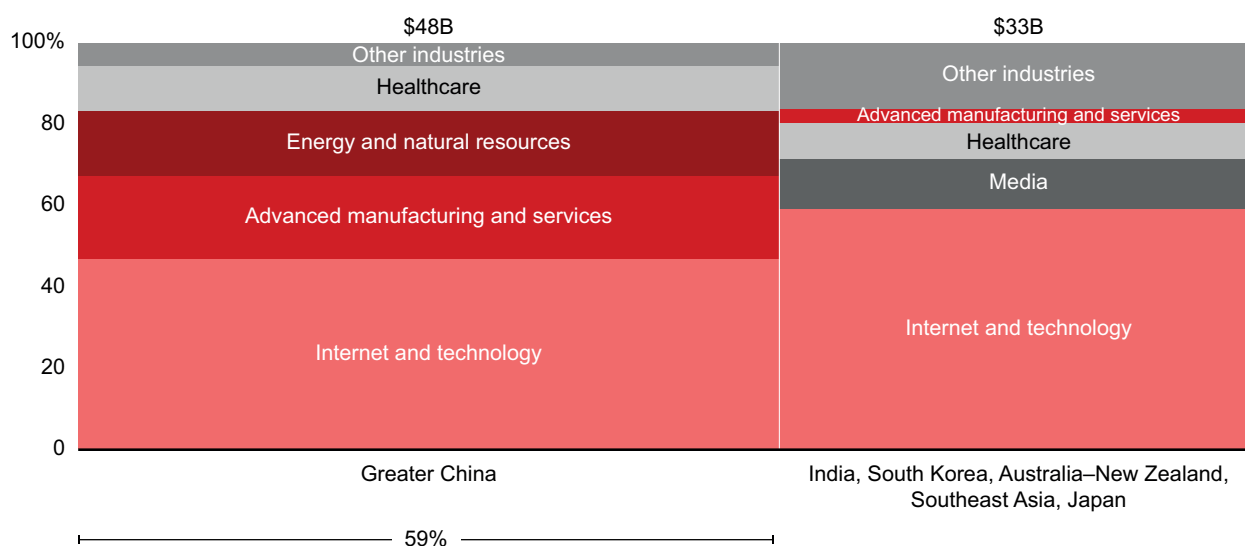 $48B
$33B
100%
80
60
40
20
0
Other industries
Healthcare
Energy and natural resources
Advanced manufacturing and services
Internet and technology
Other industries
Advanced manufacturing and services
Healthcare
Media
Internet and technology
Greater China
India, South Korea, Australia–New Zealand,
Southeast Asia, Japan
59%